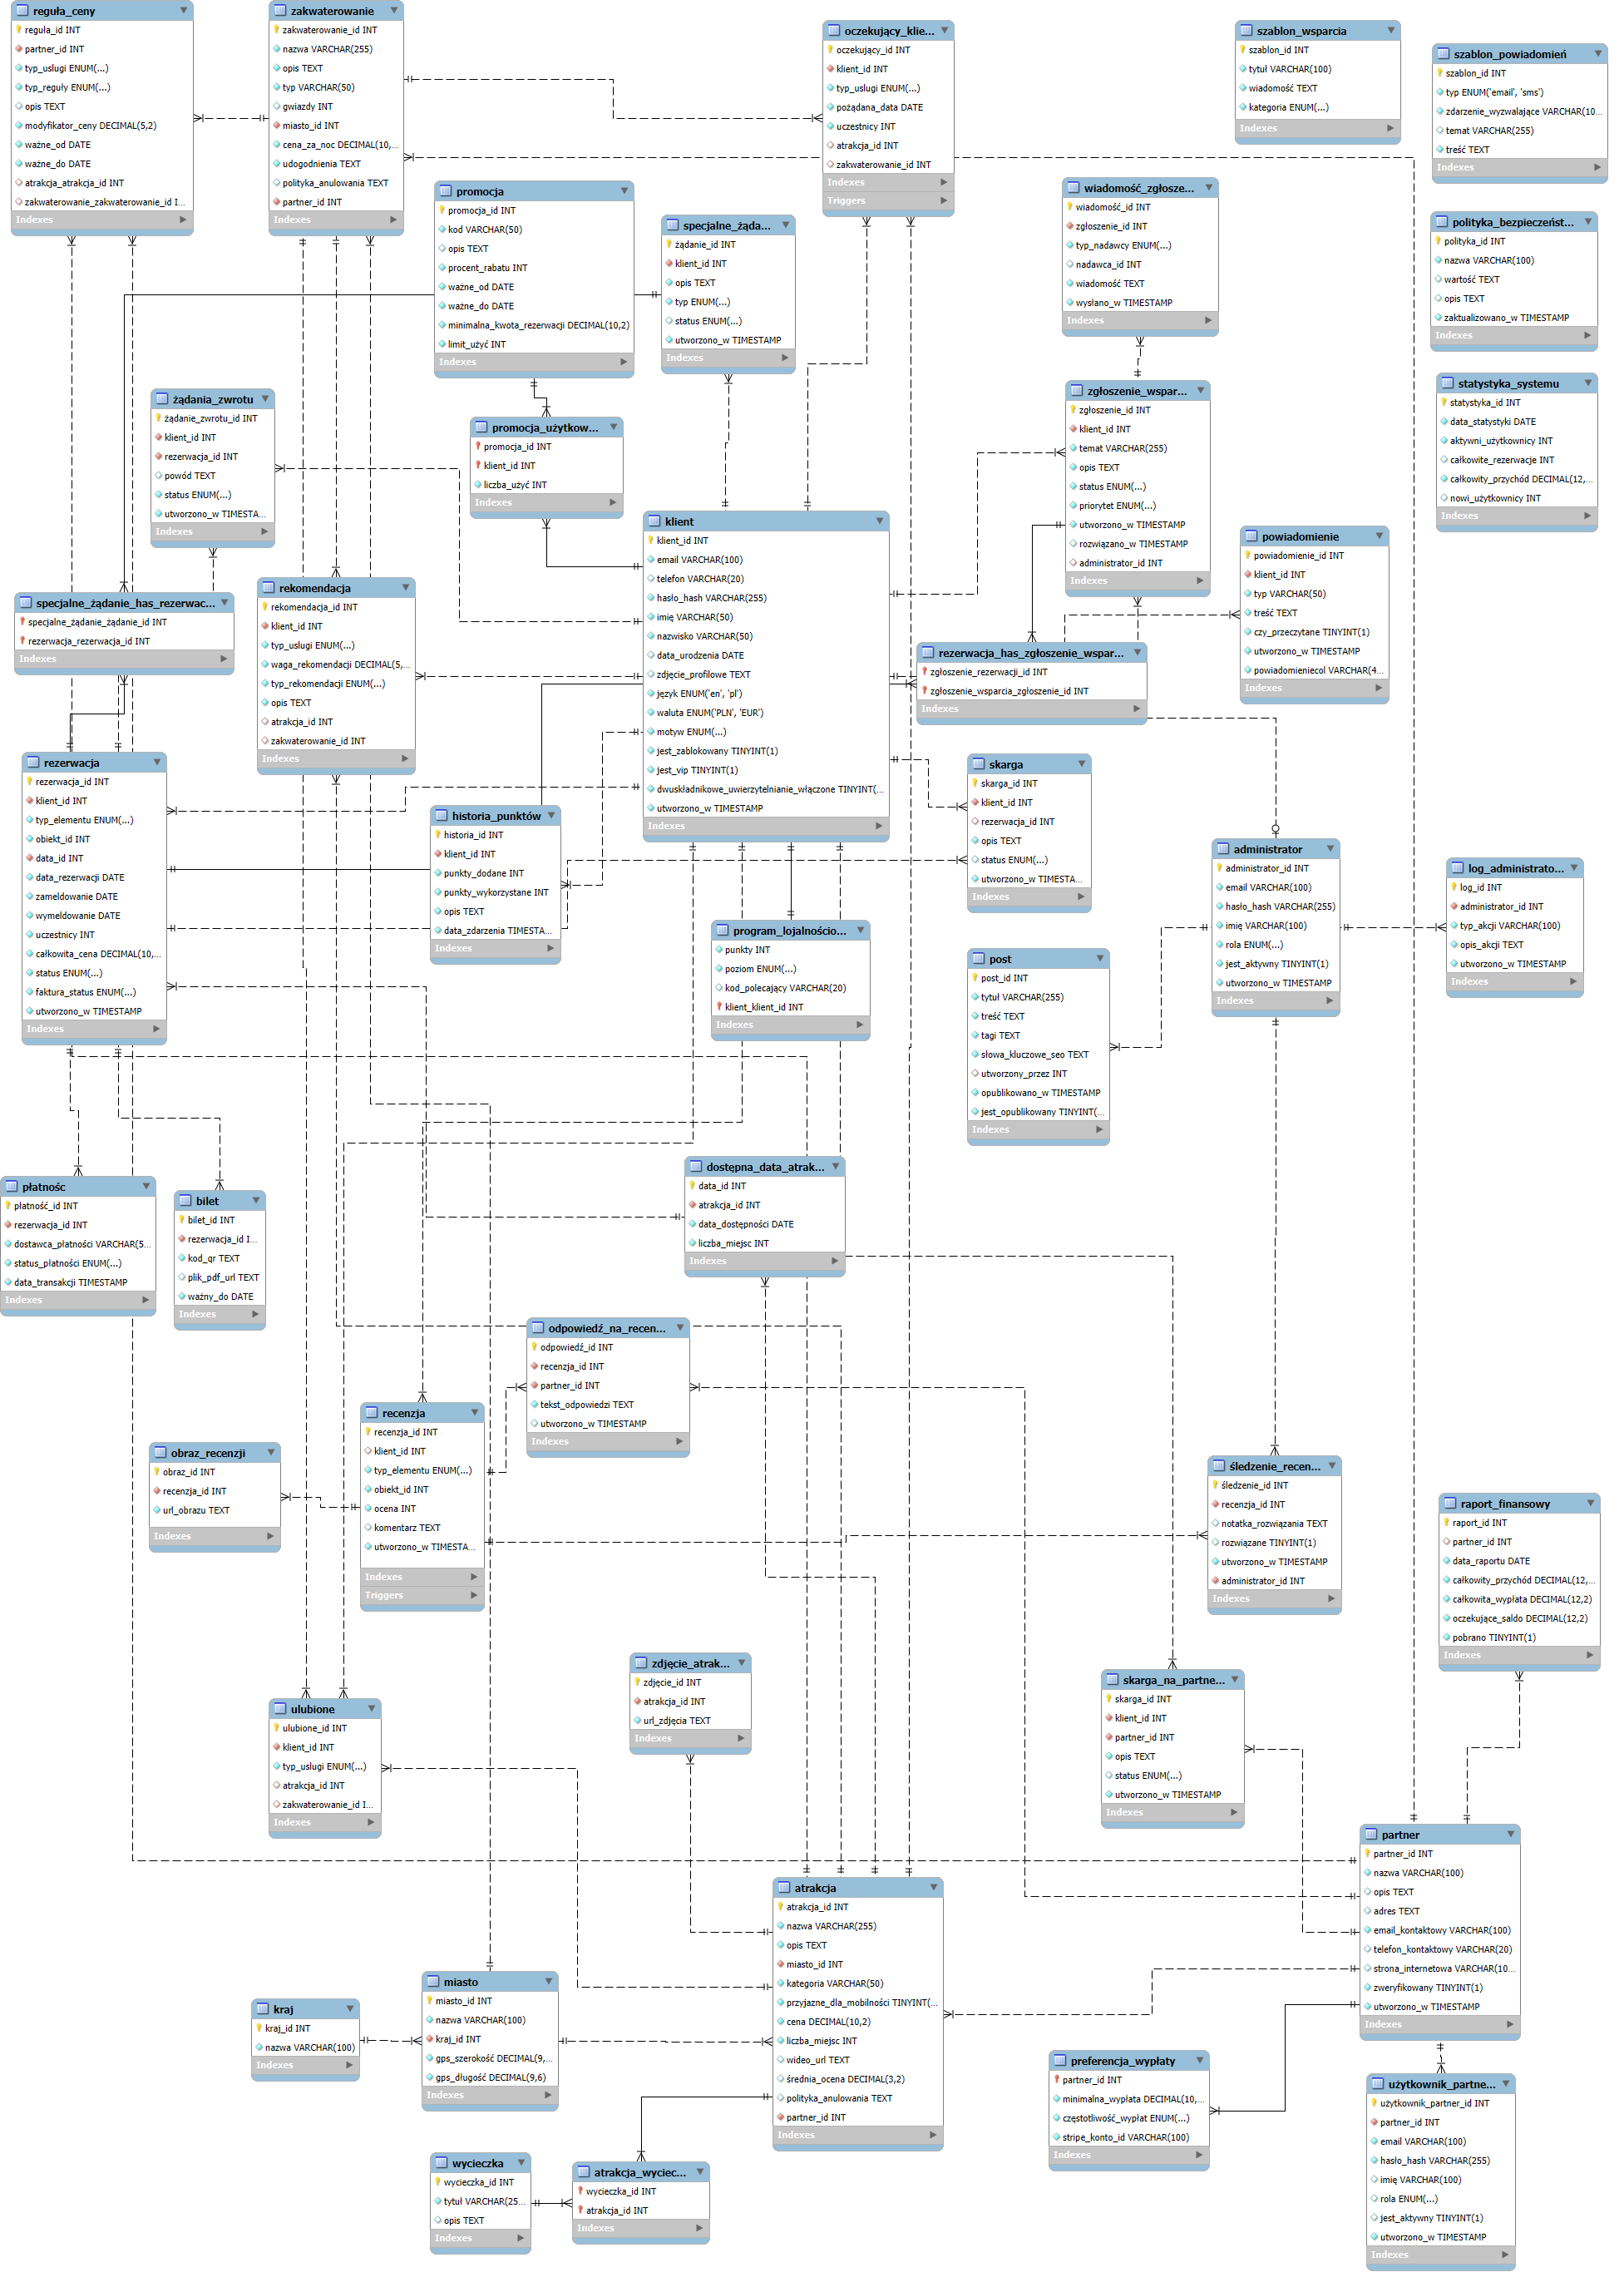 reguła_ceny
reguła_id INT
partner_id INT
typ_uslugi ENUM(...)
typ_reguły ENUM(...)
opis TEXT
modyfikator_ceny DECIMAL(5,2)
ważne_od DATE
ważne_do DATE
atrakcja_atrakcja_id INT
zakwaterowanie_zakwaterowanie_id I...
Indexes
zakwaterowanie
zakwaterowanie_id INT
nazwa VARCHAR(255)
opis TEXT
typ VARCHAR(50)
gwiazdy INT
miasto_id INT
cena_za_noc DECIMAL(10,...
udogodnienia TEXT
polityka_anulowania TEXT
partner_id INT
Indexes
oczekujący_klie...
oczekujący_id INT
klient_id INT
typ_uslugi ENUM(...)
pożądana_data DATE
uczestnicy INT
atrakcja_id INT
zakwaterowanie_id INT
Indexes
Triggers
szablon_wsparcia
szablon_id INT
tytuł VARCHAR(100)
wiadomość TEXT
kategoria ENUM(...)
Indexes
szablon_powiadomień
szablon_id INT
typ ENUM('email', 'sms')
zdarzenie_wyzwalające VARCHAR(10...
temat VARCHAR(255)
treść TEXT
Indexes
promocja
promocja_id INT
kod VARCHAR(50)
opis TEXT
procent_rabatu INT
ważne_od DATE
ważne_do DATE
minimalna_kwota_rezerwacji DECIMAL(10,2)
limit_użyć INT
Indexes
specjalne_żąda...
żądanie_id INT
klient_id INT
opis TEXT
typ ENUM(...)
status ENUM(...)
utworzono_w TIMESTAMP
Indexes
wiadomość_zgłosze...
wiadomość_id INT
zgłoszenie_id INT
typ_nadawcy ENUM(...)
nadawca_id INT
wiadomość TEXT
wysłano_w TIMESTAMP
Indexes
polityka_bezpieczeńst...
polityka_id INT
nazwa VARCHAR(100)
wartość TEXT
opis TEXT
zaktualizowano_w TIMESTAMP
Indexes
żądania_zwrotu
żądanie_zwrotu_id INT
klient_id INT
rezerwacja_id INT
powód TEXT
status ENUM(...)
utworzono_w TIMESTA...
Indexes
promocja_użytkow...
promocja_id INT
klient_id INT
liczba_użyć INT
Indexes
zgłoszenie_wspar...
zgłoszenie_id INT
klient_id INT
temat VARCHAR(255)
opis TEXT
status ENUM(...)
priorytet ENUM(...)
utworzono_w TIMESTAMP
rozwiązano_w TIMESTAMP
administrator_id INT
Indexes
statystyka_systemu
statystyka_id INT
data_statystyki DATE
aktywni_użytkownicy INT
całkowite_rezerwacje INT
całkowity_przychód DECIMAL(12,...
nowi_użytkownicy INT
Indexes
klient
klient_id INT
email VARCHAR(100)
telefon VARCHAR(20)
hasło_hash VARCHAR(255)
imię VARCHAR(50)
nazwisko VARCHAR(50)
data_urodzenia DATE
zdjęcie_profilowe TEXT
język ENUM('en', 'pl')
waluta ENUM('PLN', 'EUR')
motyw ENUM(...)
jest_zablokowany TINYINT(1)
jest_vip TINYINT(1)
dwuskładnikowe_uwierzytelnianie_włączone TINYINT(...
utworzono_w TIMESTAMP
Indexes
powiadomienie
powiadomienie_id INT
klient_id INT
typ VARCHAR(50)
treść TEXT
czy_przeczytane TINYINT(1)
utworzono_w TIMESTAMP
powiadomieniecol VARCHAR(4...
Indexes
specjalne_żądanie_has_rezerwac...
specjalne_żądanie_żądanie_id INT
rezerwacja_rezerwacja_id INT
Indexes
rekomendacja
rekomendacja_id INT
klient_id INT
typ_uslugi ENUM(...)
waga_rekomendacji DECIMAL(5,...
typ_rekomendacji ENUM(...)
opis TEXT
atrakcja_id INT
zakwaterowanie_id INT
Indexes
rezerwacja_has_zgłoszenie_wspar...
zgłoszenie_rezerwacji_id INT
zgłoszenie_wsparcia_zgłoszenie_id INT
Indexes
rezerwacja
rezerwacja_id INT
klient_id INT
typ_elementu ENUM(...)
obiekt_id INT
data_id INT
data_rezerwacji DATE
zameldowanie DATE
wymeldowanie DATE
uczestnicy INT
całkowita_cena DECIMAL(10,...
status ENUM(...)
faktura_status ENUM(...)
utworzono_w TIMESTAMP
Indexes
historia_punktów
historia_id INT
klient_id INT
punkty_dodane INT
punkty_wykorzystane INT
opis TEXT
data_zdarzenia TIMESTA...
Indexes
skarga
skarga_id INT
klient_id INT
rezerwacja_id INT
opis TEXT
status ENUM(...)
utworzono_w TIMESTA...
Indexes
administrator
administrator_id INT
email VARCHAR(100)
hasło_hash VARCHAR(255)
imię VARCHAR(100)
rola ENUM(...)
jest_aktywny TINYINT(1)
utworzono_w TIMESTAMP
Indexes
log_administrato...
log_id INT
administrator_id INT
typ_akcji VARCHAR(100)
opis_akcji TEXT
utworzono_w TIMESTAMP
Indexes
program_lojalnościo...
punkty INT
poziom ENUM(...)
kod_polecający VARCHAR(20)
klient_klient_id INT
Indexes
post
post_id INT
tytuł VARCHAR(255)
treść TEXT
tagi TEXT
słowa_kluczowe_seo TEXT
utworzony_przez INT
opublikowano_w TIMESTAMP
jest_opublikowany TINYINT(...
Indexes
płatnośc
płatność_id INT
rezerwacja_id INT
dostawca_płatności VARCHAR(5...
status_płatności ENUM(...)
data_transakcji TIMESTAMP
Indexes
bilet
bilet_id INT
rezerwacja_id I...
kod_qr TEXT
plik_pdf_url TEXT
ważny_do DATE
Indexes
dostępna_data_atrak...
data_id INT
atrakcja_id INT
data_dostępności DATE
liczba_miejsc INT
Indexes
odpowiedź_na_recen...
odpowiedź_id INT
recenzja_id INT
partner_id INT
tekst_odpowiedzi TEXT
utworzono_w TIMESTAMP
Indexes
recenzja
recenzja_id INT
klient_id INT
typ_elementu ENUM(...)
obiekt_id INT
ocena INT
komentarz TEXT
utworzono_w TIMESTA...
Indexes
Triggers
obraz_recenzji
obraz_id INT
recenzja_id INT
url_obrazu TEXT
Indexes
śledzenie_recen...
śledzenie_id INT
recenzja_id INT
notatka_rozwiązania TEXT
rozwiązane TINYINT(1)
utworzono_w TIMESTAMP
administrator_id INT
Indexes
raport_finansowy
raport_id INT
partner_id INT
data_raportu DATE
całkowity_przychód DECIMAL(12,...
całkowita_wypłata DECIMAL(12,2)
oczekujące_saldo DECIMAL(12,2)
pobrano TINYINT(1)
Indexes
zdjęcie_atrak...
zdjęcie_id INT
atrakcja_id INT
url_zdjęcia TEXT
Indexes
skarga_na_partne...
skarga_id INT
klient_id INT
partner_id INT
opis TEXT
status ENUM(...)
utworzono_w TIMESTAMP
Indexes
ulubione
ulubione_id INT
klient_id INT
typ_uslugi ENUM(...)
atrakcja_id INT
zakwaterowanie_id I...
Indexes
partner
partner_id INT
nazwa VARCHAR(100)
opis TEXT
adres TEXT
email_kontaktowy VARCHAR(100)
telefon_kontaktowy VARCHAR(20)
strona_internetowa VARCHAR(10...
zweryfikowany TINYINT(1)
utworzono_w TIMESTAMP
Indexes
atrakcja
atrakcja_id INT
nazwa VARCHAR(255)
opis TEXT
miasto_id INT
kategoria VARCHAR(50)
przyjazne_dla_mobilności TINYINT(...
cena DECIMAL(10,2)
liczba_miejsc INT
wideo_url TEXT
średnia_ocena DECIMAL(3,2)
polityka_anulowania TEXT
partner_id INT
Indexes
miasto
miasto_id INT
nazwa VARCHAR(100)
kraj_id INT
gps_szerokość DECIMAL(9,...
gps_długość DECIMAL(9,6)
Indexes
kraj
kraj_id INT
nazwa VARCHAR(100)
Indexes
preferencja_wypłaty
partner_id INT
minimalna_wypłata DECIMAL(10,...
częstotliwość_wypłat ENUM(...)
stripe_konto_id VARCHAR(100)
Indexes
użytkownik_partne...
użytkownik_partner_id INT
partner_id INT
email VARCHAR(100)
hasło_hash VARCHAR(255)
imię VARCHAR(100)
rola ENUM(...)
jest_aktywny TINYINT(1)
utworzono_w TIMESTAMP
Indexes
wycieczka
wycieczka_id INT
tytuł VARCHAR(25...
opis TEXT
Indexes
atrakcja_wyciec...
wycieczka_id INT
atrakcja_id INT
Indexes